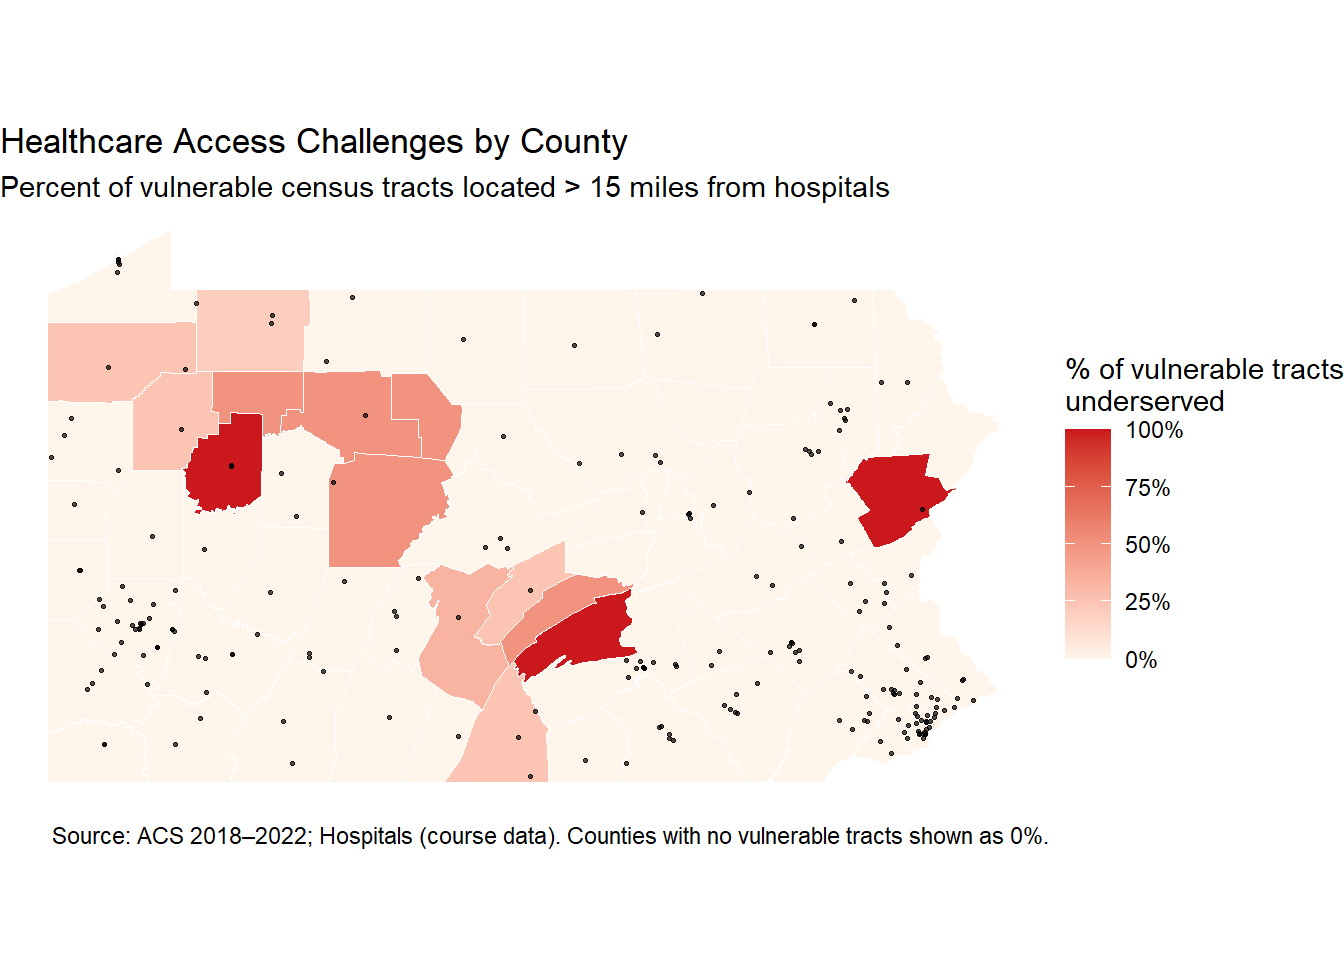 Healthcare Access Challenges by County
Percent of vulnerable census tracts located > 15 miles from hospitals
% of vulnerable tracts
underserved
100%
75%
50%
25%
0%
Source: ACS 2018–2022; Hospitals (course data). Counties with no vulnerable tracts shown as 0%.